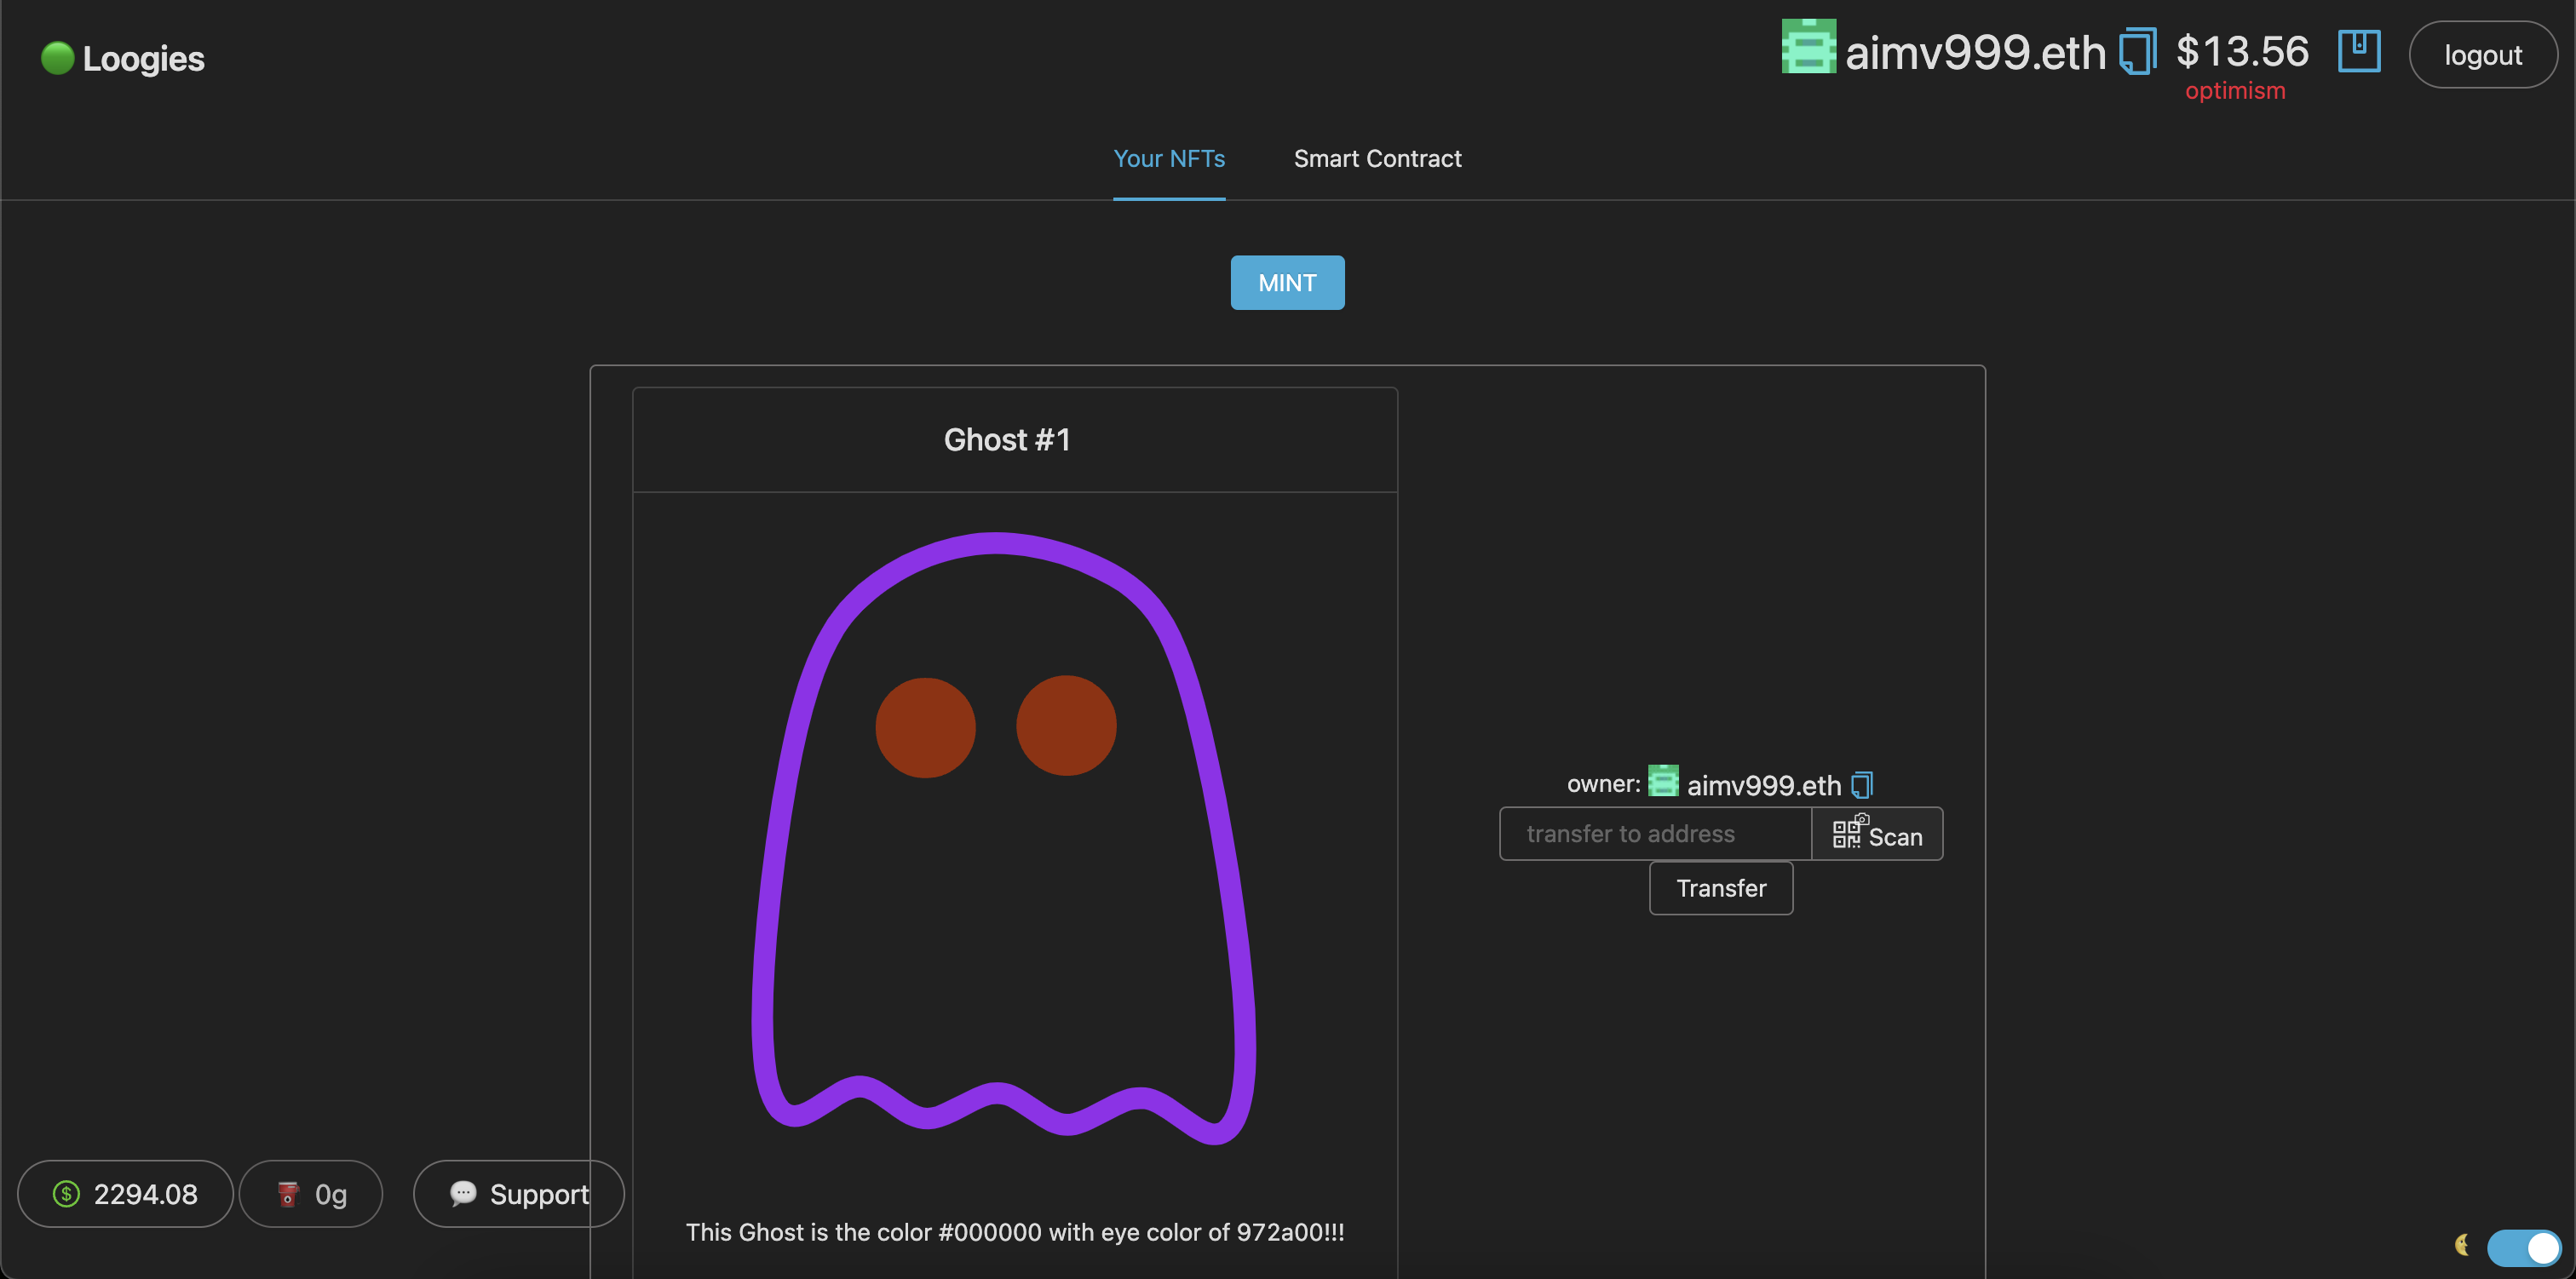 Loogies
aimv999.eth $13.56 logout
optimism
Your NFTs Smart Contract
MINT
Ghost #1
owner: aimv999.eth
transfer to address Scan
Transfer
$ 2294.08 0g Support
This Ghost is the color #000000 with eye color of 972a00!!!